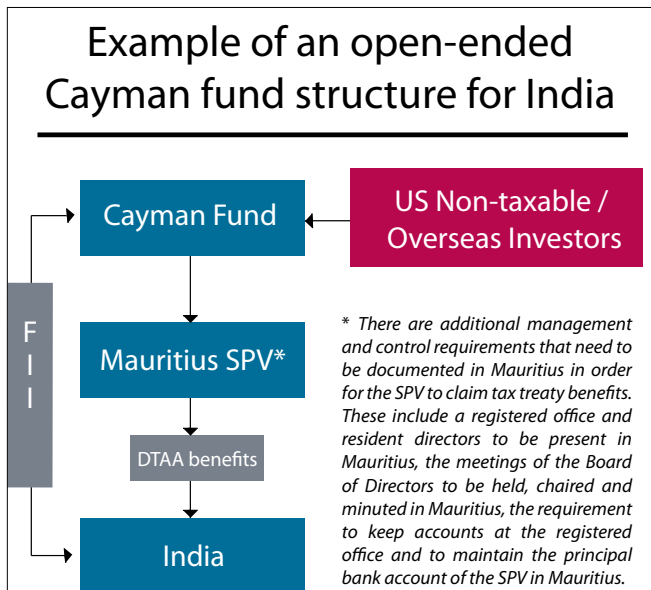 Example of an open-ended
Cayman fund structure for India
Cayman Fund
US Non-taxable /
Overseas Investors
F
I
I
Mauritius SPV*
DTAA benefits
India
* There are additional management
and control requirements that need to
be documented in Mauritius in order
for the SPV to claim tax treaty benefits.
These include a registered office and
resident directors to be present in
Mauritius, the meetings of the Board
of Directors to be held, chaired and
minuted in Mauritius, the requirement
to keep accounts at the registered
office and to maintain the principal
bank account of the SPV in Mauritius.